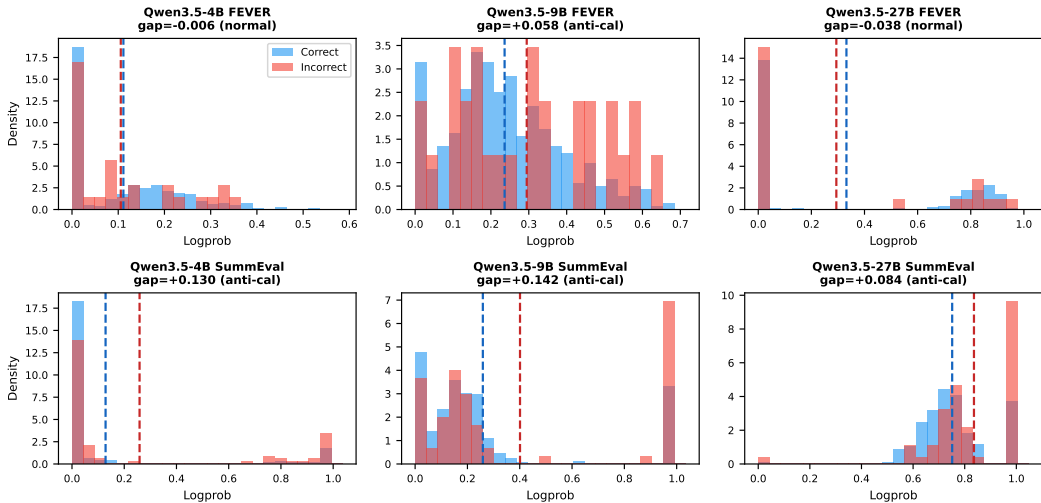 Qwen3.5-4B FEVER
gap=-0.006 (normal)
Qwen3.5-9B FEVER
gap=+0.058 (anti-cal)
Qwen3.5-27B FEVER
gap=-0.038 (normal)
Correct
Incorrect
Density
17.5
15.0
12.5
10.0
7.5
5.0
2.5
0.0
0.0 0.1 0.2 0.3 0.4 0.5 0.6
Logprob
3.5
3.0
2.5
2.0
1.5
1.0
0.5
0.0
0.0 0.1 0.2 0.3 0.4 0.5 0.6 0.7
Logprob
14
12
10
8
6
4
2
0
0.0 0.2 0.4 0.6 0.8 1.0
Logprob
Qwen3.5-4B SummEval
gap=+0.130 (anti-cal)
Qwen3.5-9B SummEval
gap=+0.142 (anti-cal)
Qwen3.5-27B SummEval
gap=+0.084 (anti-cal)
Density
17.5
15.0
12.5
10.0
7.5
5.0
2.5
0.0
0.0 0.2 0.4 0.6 0.8 1.0
Logprob
7
6
5
4
3
2
1
0
0.0 0.2 0.4 0.6 0.8 1.0
Logprob
10
8
6
4
2
0
0.0 0.2 0.4 0.6 0.8 1.0
Logprob